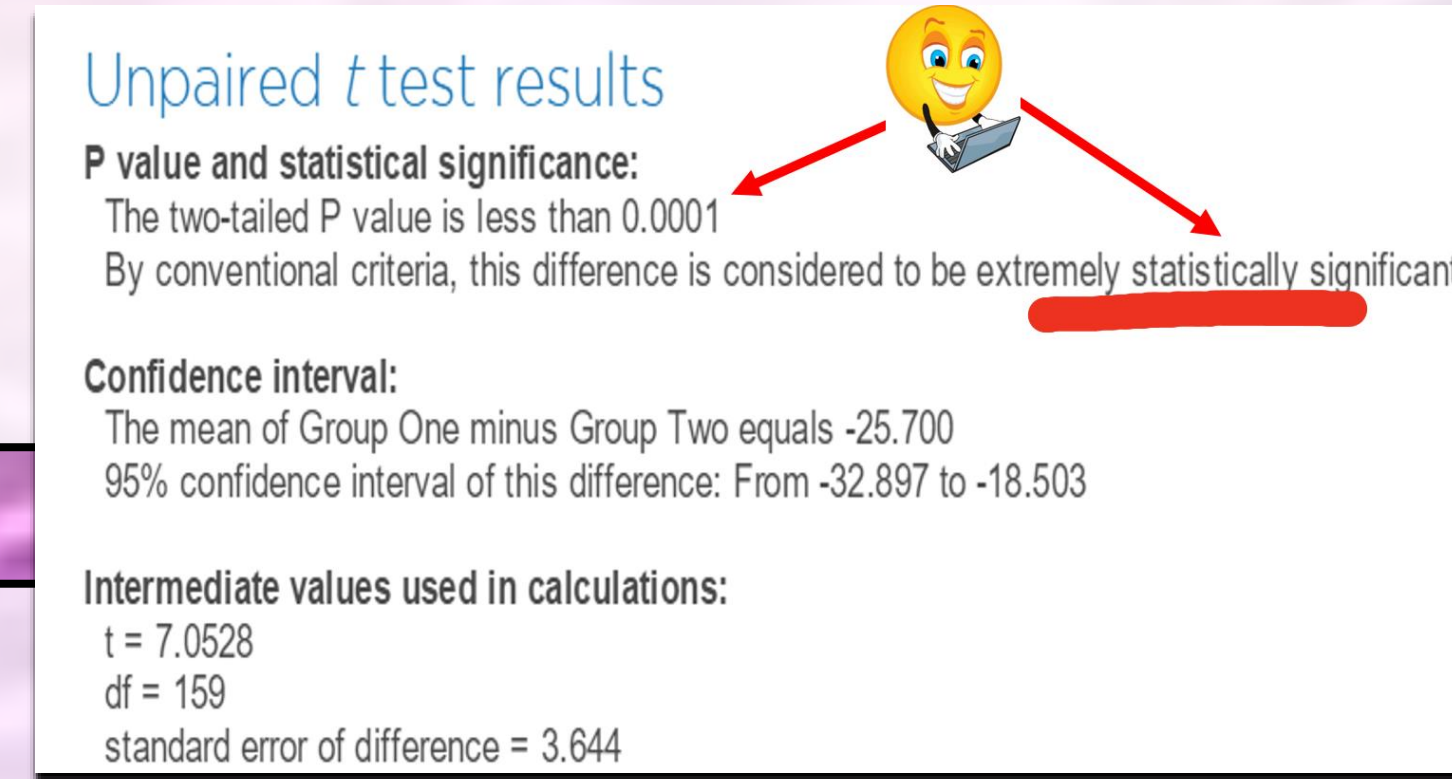 Unpaired t test results
P value and statistical significance:
The two-tailed P value is less than 0.0001
By conventional criteria, this difference is considered to be extremely statistically significant
Confidence interval:
The mean of Group One minus Group Two equals -25.700
95% confidence interval of this difference: From -32.897 to -18.503
Intermediate values used in calculations:
t = 7.0528
df = 159
standard error of difference = 3.644